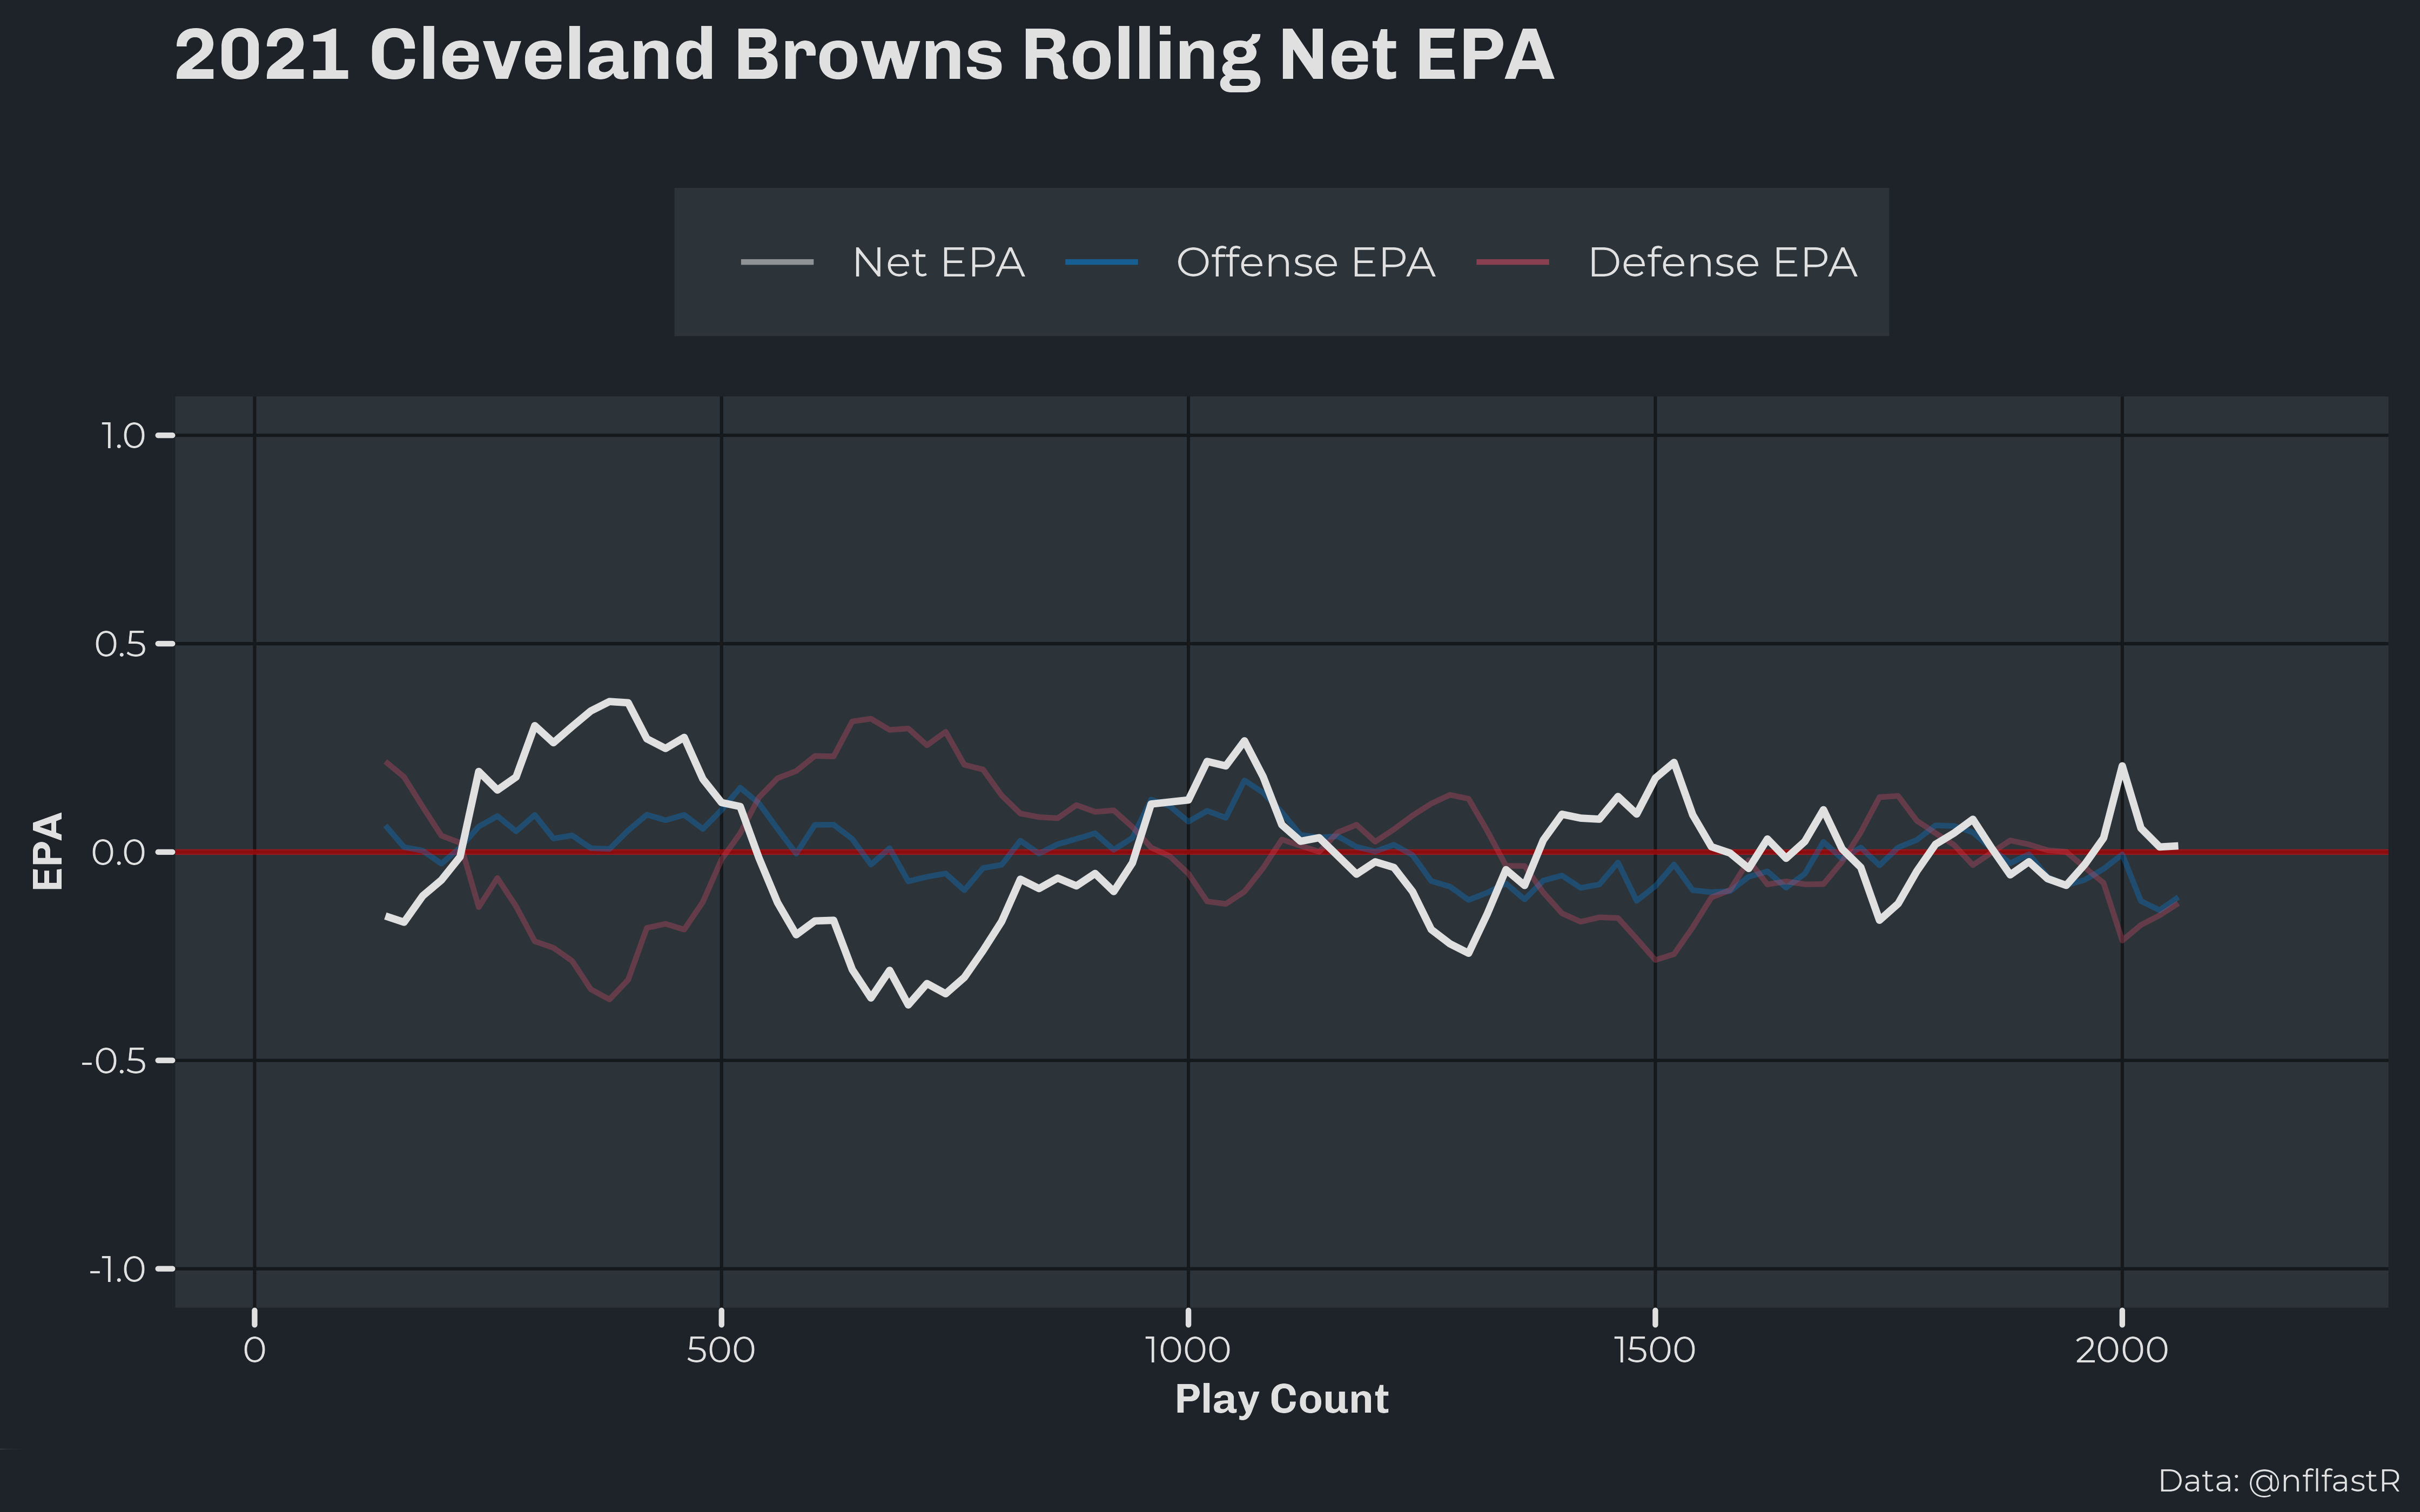 2021 Cleveland Browns Rolling Net EPA
Net EPA Offense EPA Defense EPA
1.0
0.5
0.0
-0.5
-1.0
EPA
0 500 1000 1500 2000
Play Count
Data: @nflfastR